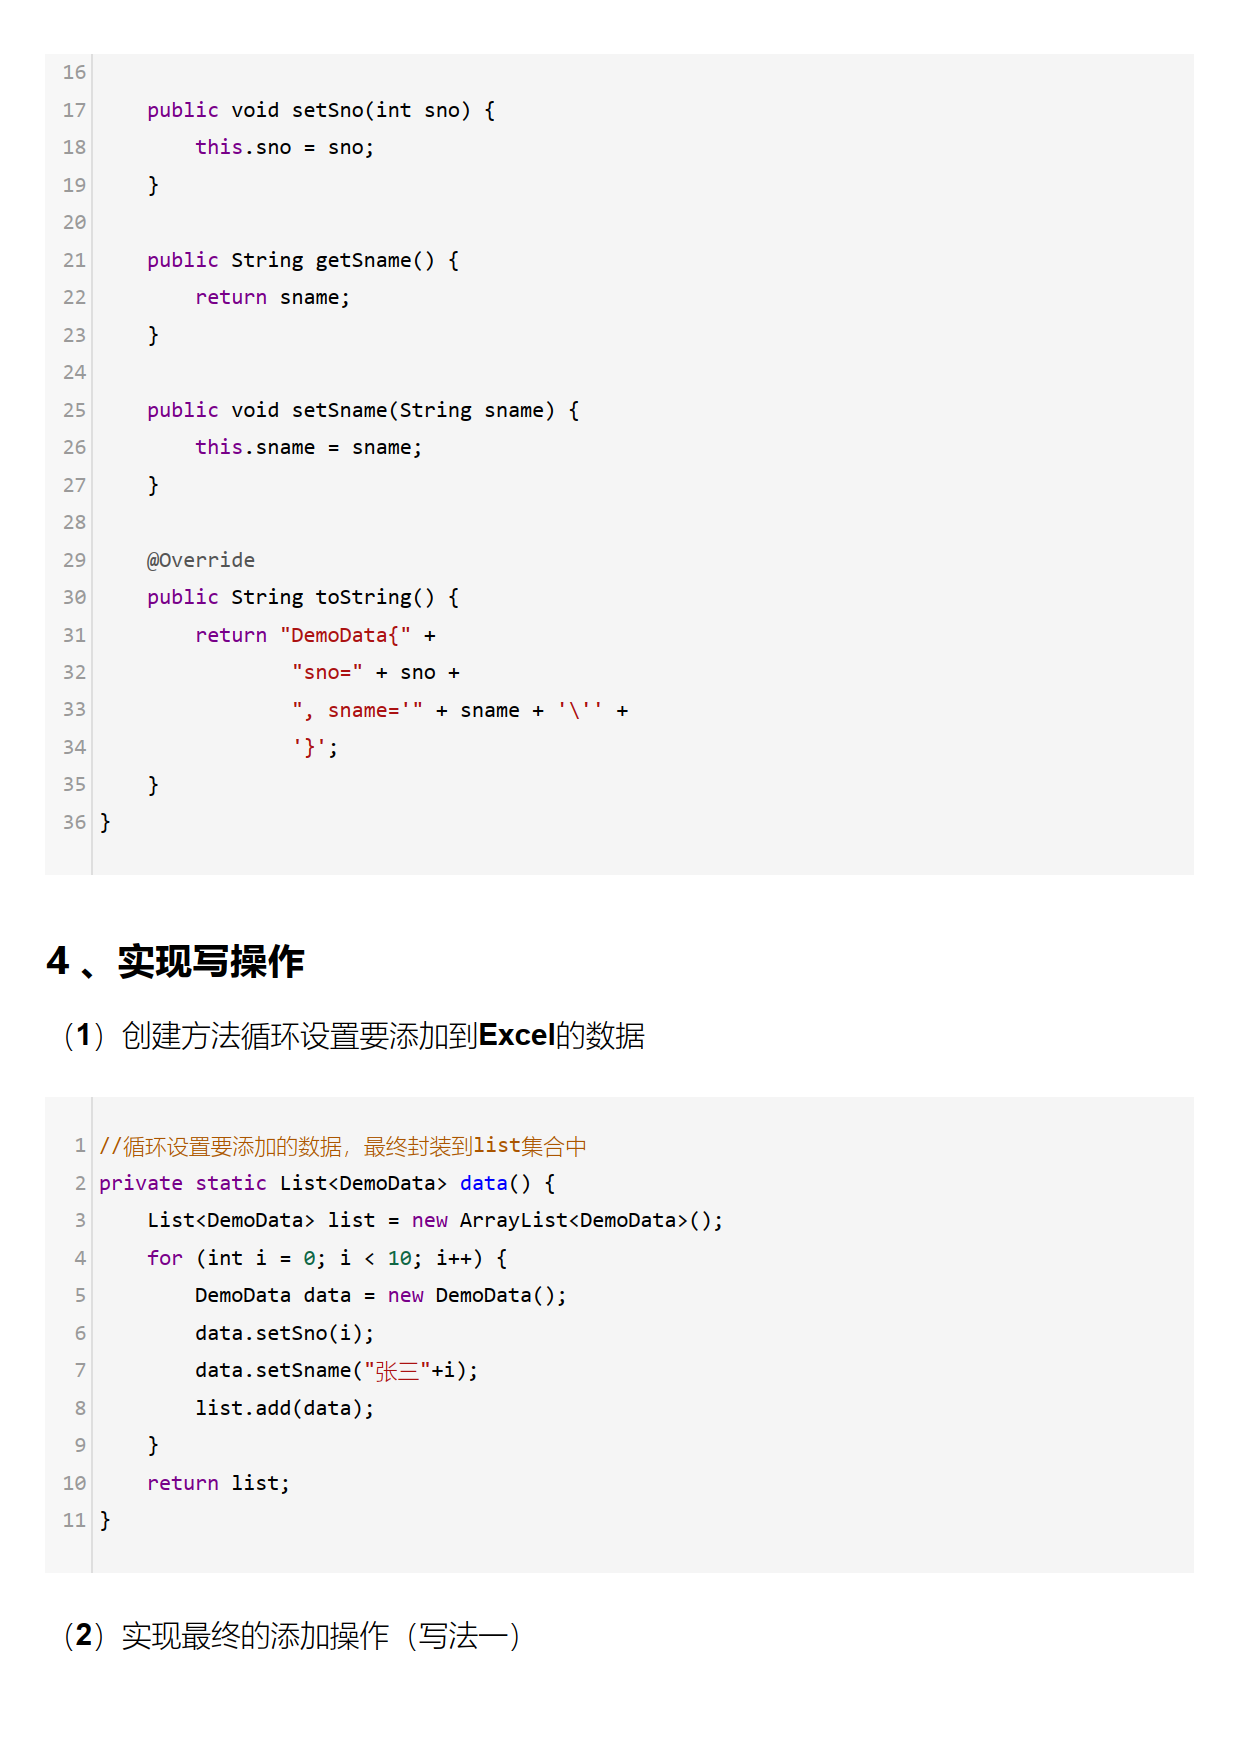 16
17     public void setSno(int sno) {
18         this.sno = sno;
19     }
20
21     public String getSname() {
22         return sname;
23     }
24
25     public void setSname(String sname) {
26         this.sname = sname;
27     }
28
29     @Override
30     public String toString() {
31         return "DemoData{" +
32                 "sno=" + sno +
33                 ", sname='" + sname + '\'' +
34                 '}';
35     }
36 }
4 、实现写操作
（1）创建方法循环设置要添加到Excel的数据
1 //循环设置要添加的数据，最终封装到list集合中
2 private static List<DemoData> data() {
3     List<DemoData> list = new ArrayList<DemoData>();
4     for (int i = 0; i < 10; i++) {
5         DemoData data = new DemoData();
6         data.setSno(i);
7         data.setSname("张三"+i);
8         list.add(data);
9     }
10     return list;
11 }
（2）实现最终的添加操作（写法一）